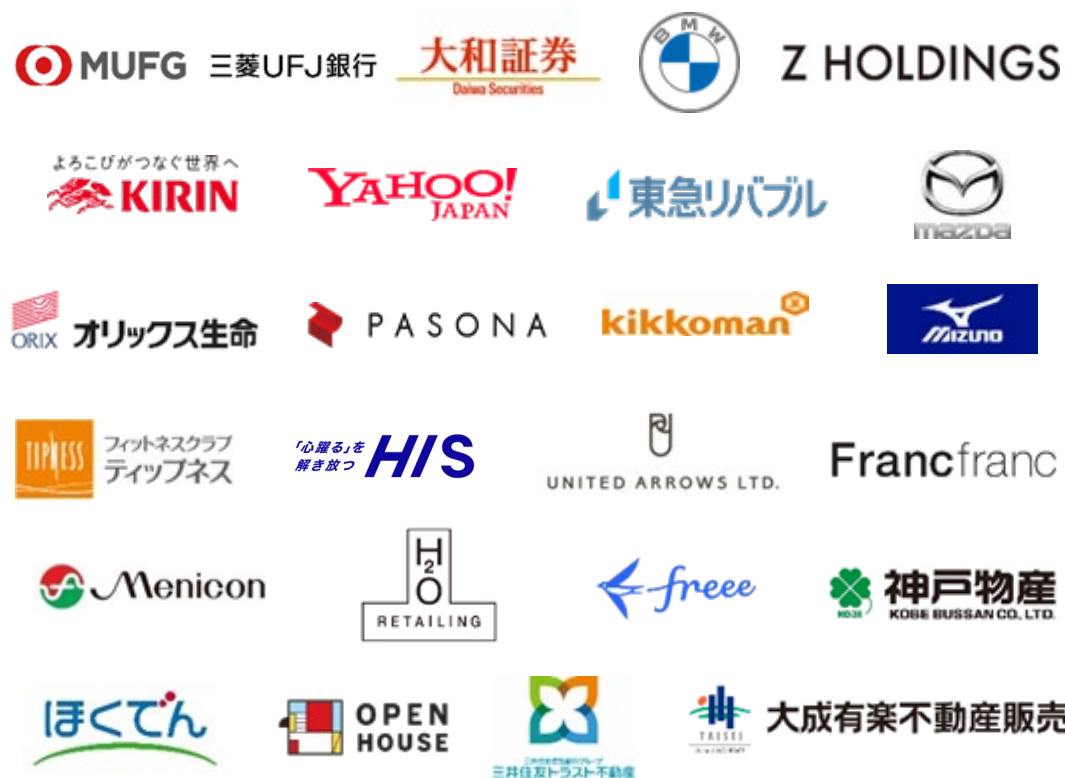 MUFG 三菱UFJ銀行
大和証券
Daiwa Securities
BMW
Z HOLDINGS
よろこびがつなぐ世界へ
KIRIN
YAHOO!
JAPAN
東急リバブル
mazda
ORIX オリックス生命
PASONA
kikkoman
MIZUNO
TIPNESS
フィットネスクラブ
ティップネス
「心躍る」を
解き放つ
HIS
UNITED ARROWS LTD.
Francfranc
Menicon
H2O
RETAILING
freee
神戸物産
KOBE BUSSAN CO., LTD.
ほくでん
OPEN
HOUSE
三井住友トラスト不動産
TAISEI
大成有楽不動産販売